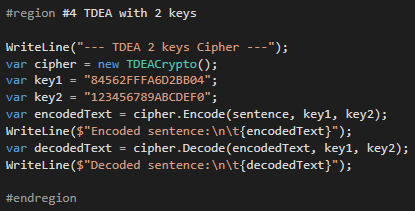 #region #4 TDEA with 2 keys
WriteLine("--- TDEA 2 keys Cipher ---");
var cipher = new TDEACrypto();
var key1 = "84562FFFA6D2BB04";
var key2 = "123456789ABCDEF0";
var encodedText = cipher.Encode(sentence, key1, key2);
WriteLine($"Encoded sentence:\n\t{encodedText}");
var decodedText = cipher.Decode(encodedText, key1, key2);
WriteLine($"Decoded sentence:\n\t{decodedText}");
#endregion